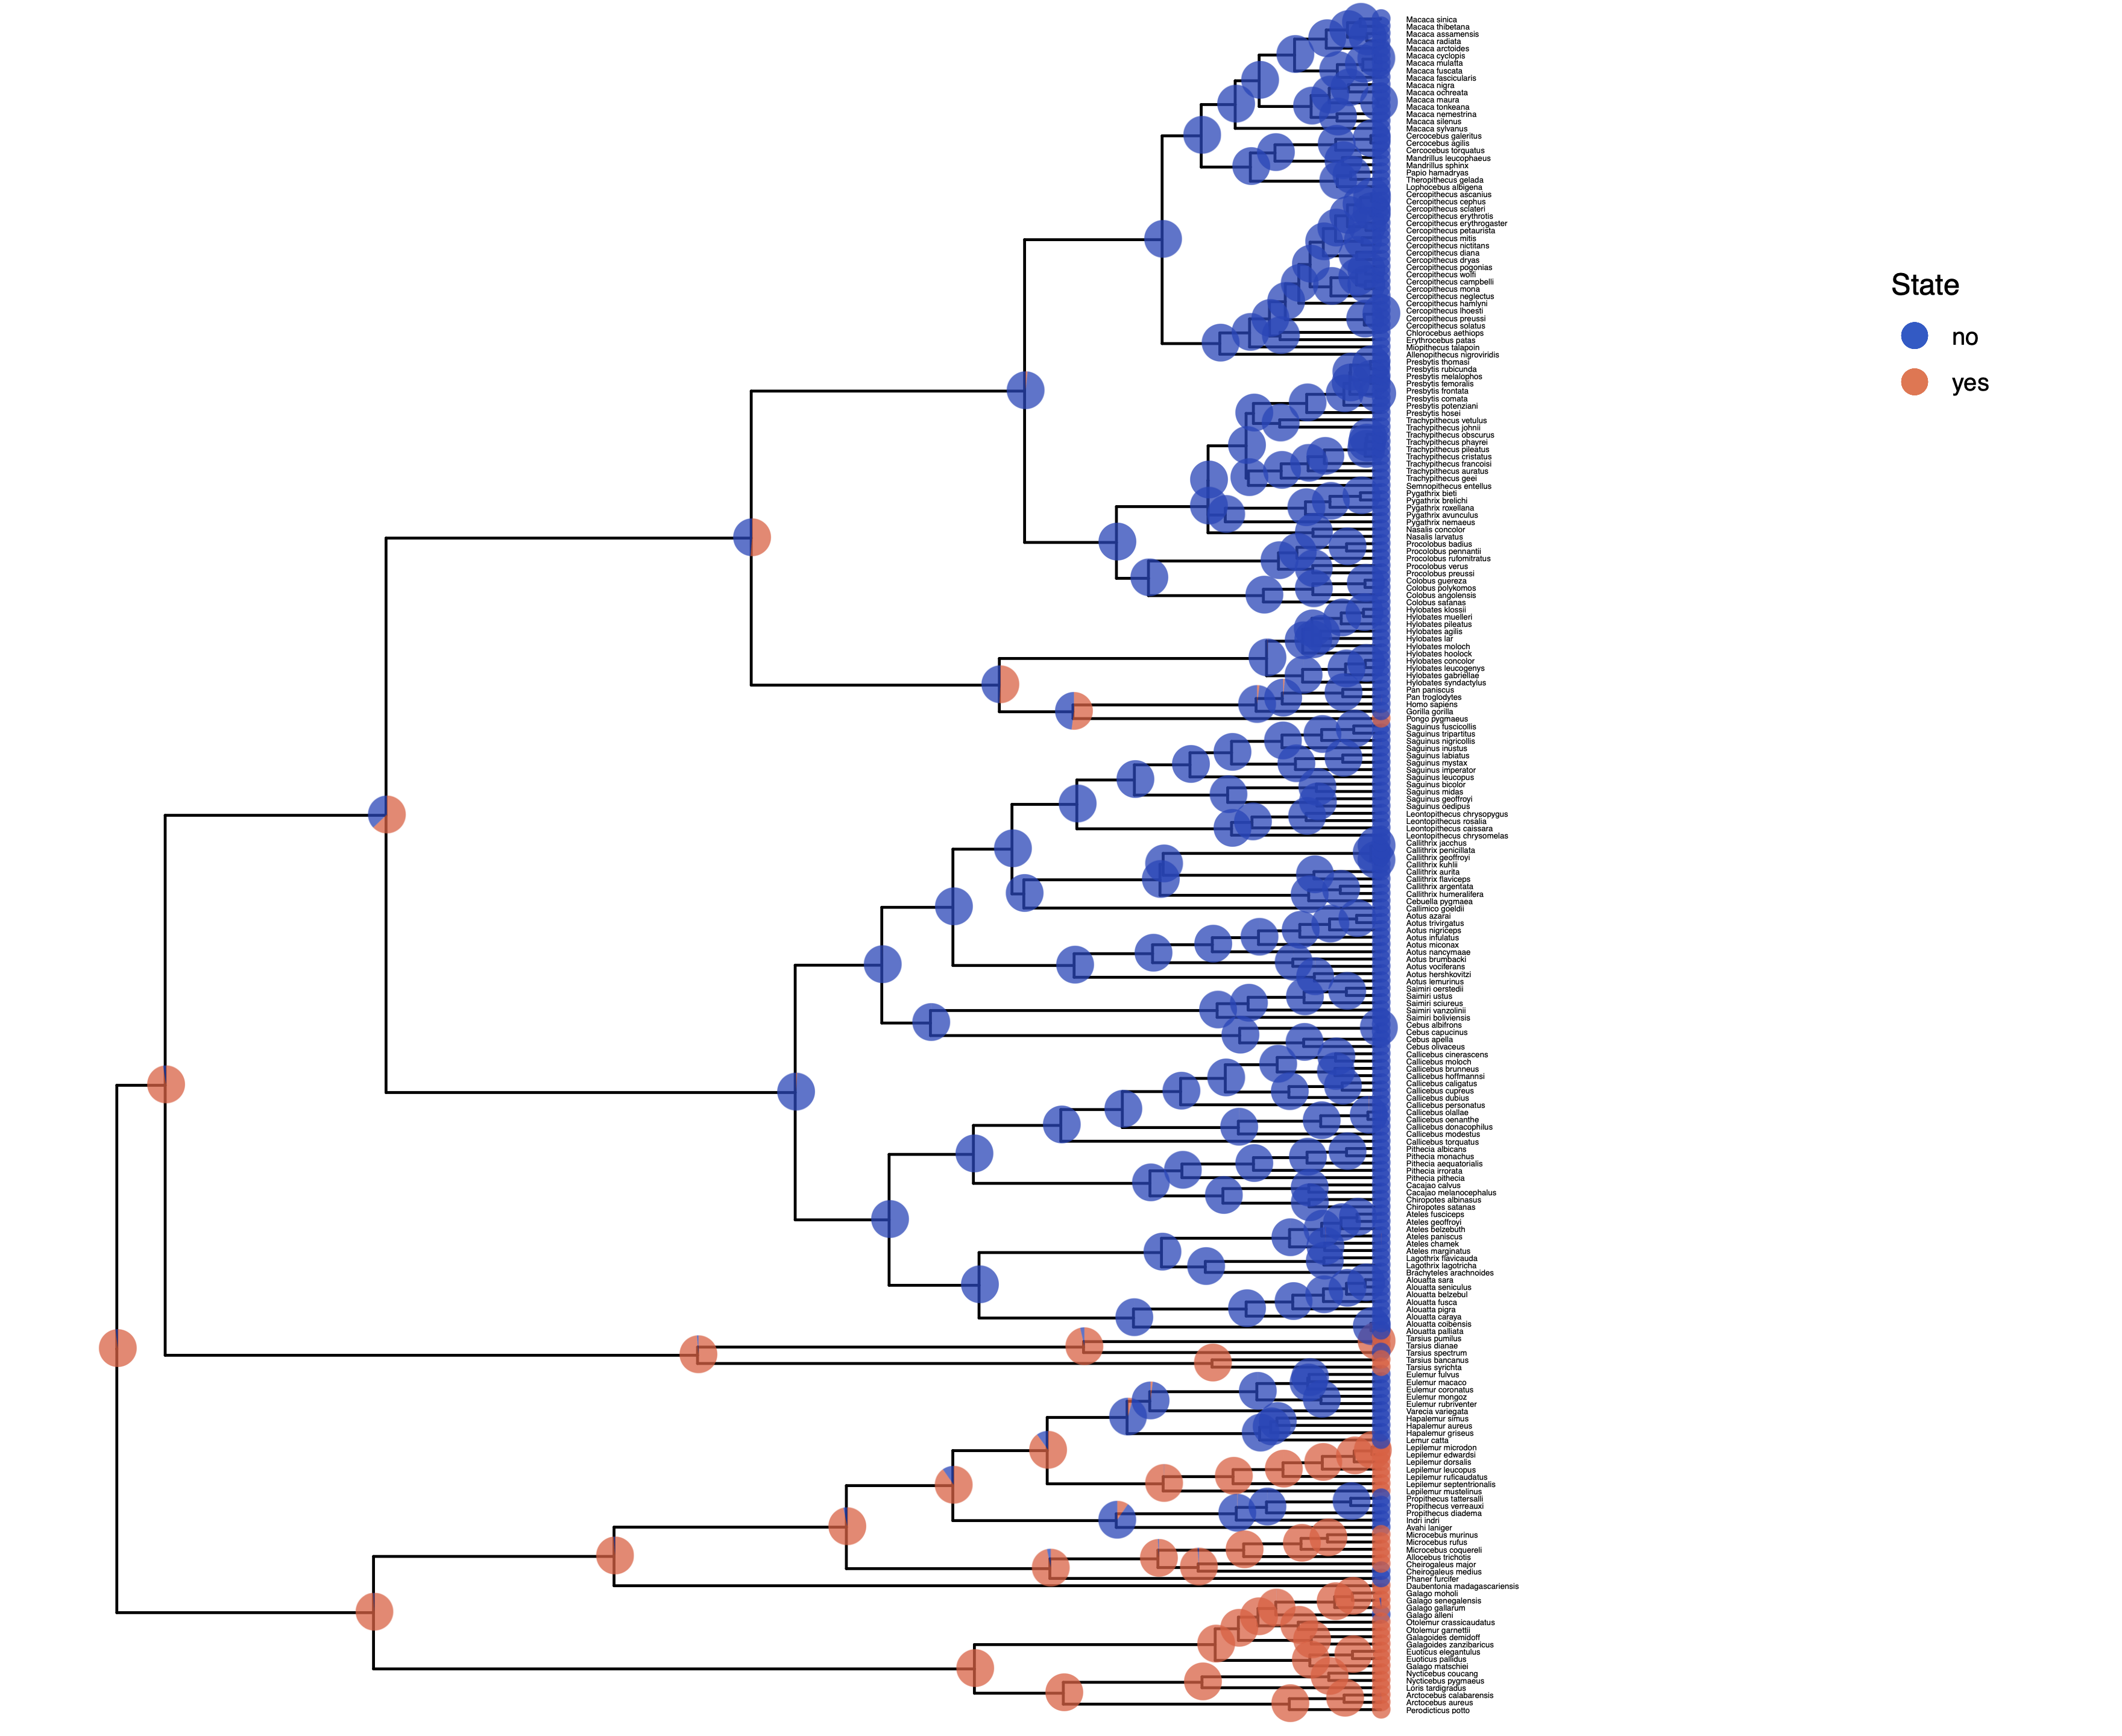 Macaca sinica
Macaca thibetana
Macaca assamensis
Macaca radiata
Macaca arctoides
Macaca cyclopis
Macaca mulatta
Macaca fuscata
Macaca fascicularis
Macaca nigra
Macaca ochreata
Macaca maura
Macaca tonkeana
Macaca nemestrina
Macaca silenus
Macaca sylvanus
Cercocebus galeritus
Cercocebus agilis
Cercocebus torquatus
Mandrillus leucophaeus
Mandrillus sphinx
Papio hamadryas
Theropithecus gelada
Lophocebus albigena
Cercopithecus ascanius
Cercopithecus cephus
Cercopithecus sclateri
Cercopithecus erythrotis
Cercopithecus erythrogaster
Cercopithecus petaurista
Cercopithecus mitis
Cercopithecus nictitans
Cercopithecus diana
Cercopithecus dryas
Cercopithecus pogonias
Cercopithecus wolfi
Cercopithecus campbelli
Cercopithecus mona
Cercopithecus neglectus
Cercopithecus hamlyni
Cercopithecus lhoesti
Cercopithecus preussi
Cercopithecus solatus
Chlorocebus aethiops
Erythrocebus patas
Miopithecus talapoin
Allenopithecus nigroviridis
Presbytis thomasi
Presbytis rubicunda
Presbytis melalophos
Presbytis femoralis
Presbytis frontata
Presbytis comata
Presbytis potenziani
Presbytis hosei
Trachypithecus vetulus
Trachypithecus johnii
Trachypithecus obscurus
Trachypithecus phayrei
Trachypithecus pileatus
Trachypithecus cristatus
Trachypithecus francoisi
Trachypithecus auratus
Trachypithecus geei
Semnopithecus entellus
Pygathrix bieti
Pygathrix brelichi
Pygathrix roxellana
Pygathrix avunculus
Pygathrix nemaeus
Nasalis concolor
Nasalis larvatus
Procolobus badius
Procolobus pennantii
Procolobus rufomitratus
Procolobus verus
Procolobus preussi
Colobus guereza
Colobus polykomos
Colobus angolensis
Colobus satanas
Hylobates klossii
Hylobates muelleri
Hylobates pileatus
Hylobates agilis
Hylobates lar
Hylobates moloch
Hylobates hoolock
Hylobates concolor
Hylobates leucogenys
Hylobates gabriellae
Hylobates syndactylus
Pan paniscus
Pan troglodytes
Homo sapiens
Gorilla gorilla
Pongo pygmaeus
Saguinus fuscicollis
Saguinus tripartitus
Saguinus nigricollis
Saguinus inustus
Saguinus labiatus
Saguinus mystax
Saguinus imperator
Saguinus leucopus
Saguinus bicolor
Saguinus midas
Saguinus geoffroyi
Saguinus oedipus
Leontopithecus chrysopygus
Leontopithecus rosalia
Leontopithecus caissara
Leontopithecus chrysomelas
Callithrix jacchus
Callithrix penicillata
Callithrix geoffroyi
Callithrix kuhlii
Callithrix aurita
Callithrix flaviceps
Callithrix argentata
Callithrix humeralifera
Cebuella pygmaea
Callimico goeldii
Aotus azarai
Aotus trivirgatus
Aotus nigriceps
Aotus infulatus
Aotus miconax
Aotus nancymaae
Aotus brumbacki
Aotus vociferans
Aotus hershkovitzi
Aotus lemurinus
Saimiri oerstedii
Saimiri ustus
Saimiri sciureus
Saimiri vanzolinii
Saimiri boliviensis
Cebus albifrons
Cebus capucinus
Cebus apella
Cebus olivaceus
Callicebus cinerascens
Callicebus moloch
Callicebus brunneus
Callicebus hoffmannsi
Callicebus caligatus
Callicebus cupreus
Callicebus dubius
Callicebus personatus
Callicebus olallae
Callicebus oenanthe
Callicebus donacophilus
Callicebus modestus
Callicebus torquatus
Pithecia albicans
Pithecia monachus
Pithecia aequatorialis
Pithecia irrorata
Pithecia pithecia
Cacajao calvus
Cacajao melanocephalus
Chiropotes albinasus
Chiropotes satanas
Ateles fusciceps
Ateles geoffroyi
Ateles belzebuth
Ateles paniscus
Ateles chamek
Ateles marginatus
Lagothrix flavicauda
Lagothrix lagotricha
Brachyteles arachnoides
Alouatta sara
Alouatta seniculus
Alouatta belzebul
Alouatta fusca
Alouatta pigra
Alouatta caraya
Alouatta coibensis
Alouatta palliata
Tarsius pumilus
Tarsius dianae
Tarsius spectrum
Tarsius bancanus
Tarsius syrichta
Eulemur fulvus
Eulemur macaco
Eulemur coronatus
Eulemur mongoz
Eulemur rubriventer
Varecia variegata
Hapalemur simus
Hapalemur aureus
Hapalemur griseus
Lemur catta
Lepilemur microdon
Lepilemur edwardsi
Lepilemur dorsalis
Lepilemur leucopus
Lepilemur ruficaudatus
Lepilemur septentrionalis
Lepilemur mustelinus
Propithecus tattersalli
Propithecus verreauxi
Propithecus diadema
Indri indri
Avahi laniger
Microcebus murinus
Microcebus rufus
Microcebus coquereli
Allocebus trichotis
Cheirogaleus major
Cheirogaleus medius
Phaner furcifer
Daubentonia madagascariensis
Galago moholi
Galago senegalensis
Galago gallarum
Galago alleni
Otolemur crassicaudatus
Otolemur garnettii
Galagoides demidoff
Galagoides zanzibaricus
Euoticus elegantulus
Euoticus pallidus
Galago matschiei
Nycticebus coucang
Nycticebus pygmaeus
Loris tardigradus
Arctocebus calabarensis
Arctocebus aureus
Perodicticus potto
State
no
yes